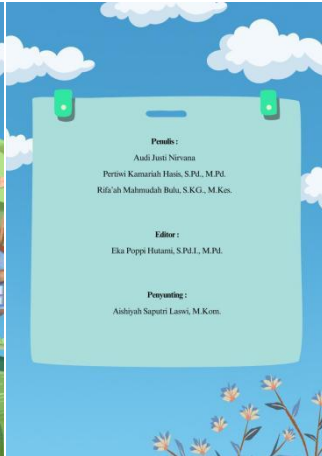 Penulis :
Audi Justi Nirvana
Pertiwi Kamariah Hasis, S.Pd., M.Pd.
Rifa'ah Mahmudah Bulu, S.KG., M.Kes.
Editor :
Eka Poppi Hutami, S.Pd.I., M.Pd.
Penyunting :
Aishiyah Saputri Laswi, M.Kom.